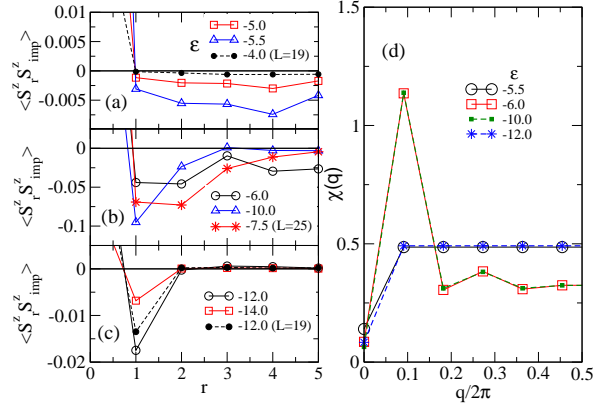 <S^z_r S^z_imp>
0.01
0.005
0
-0.005
ε
-5.0
-5.5
-4.0 (L=19)
(a)
<S^z_r S^z_imp>
0
-0.05
-0.1
-6.0
-10.0
-7.5 (L=25)
(b)
<S^z_r S^z_imp>
0
-0.01
-0.02
-12.0
-14.0
-12.0 (L=19)
(c)
0 1 2 3 4 5
r
(d)
χ(q)
1.5
1
0.5
0
ε
-5.5
-6.0
-10.0
-12.0
0 0.1 0.2 0.3 0.4 0.5
q/2π